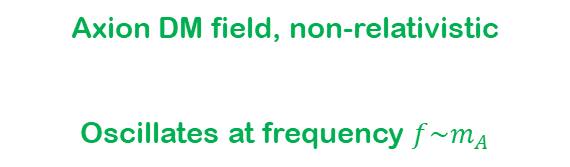 Axion DM field, non-relativistic
Oscillates at frequency 𝑓~𝑚_𝐴